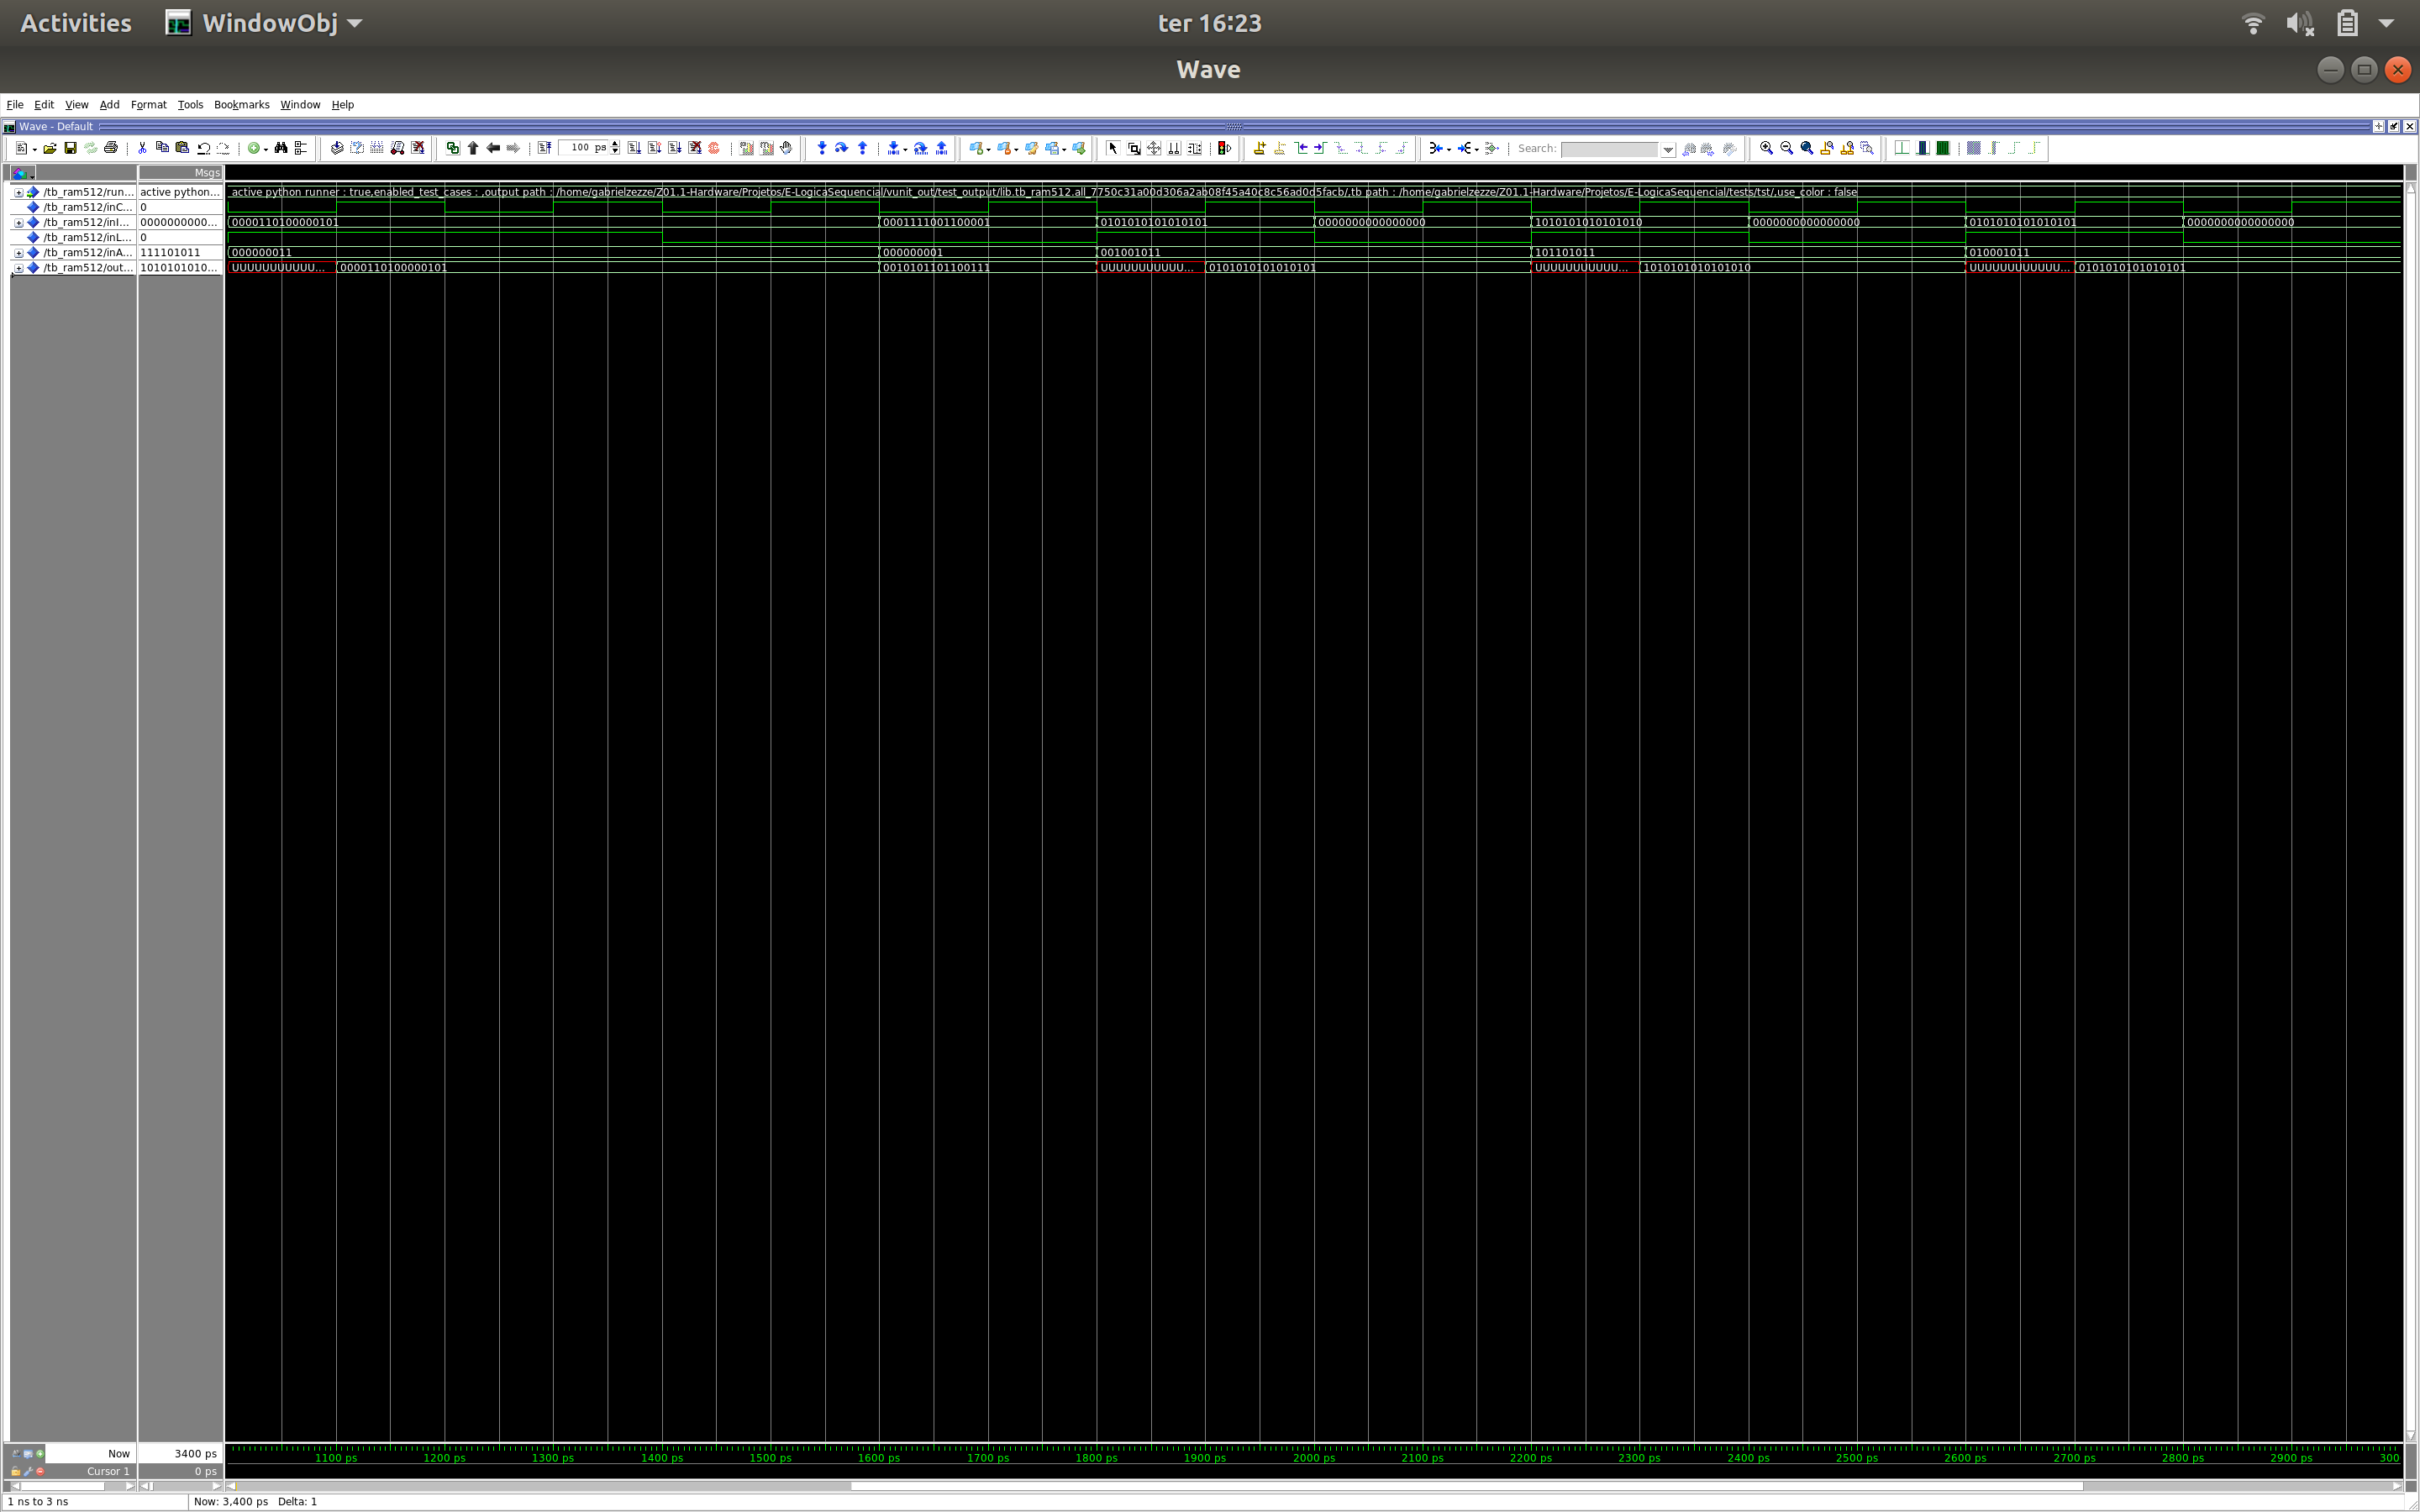 Activities WindowObj ter 16:23
Wave
File Edit View Add Format Tools Bookmarks Window Help
Wave - Default
100 ps Search:
Msgs
/tb_ram512/run... active python... active python runner : true,enabled_test_cases : ,output path : /home/gabrielzezze/Z01.1-Hardware/Projetos/E-LogicaSequencial/vunit_out/test_output/lib.tb_ram512.all_7750c31a00d306a2ab08f45a40c8c56ad0d5facb/,tb path : /home/gabrielzezze/Z01.1-Hardware/Projetos/E-LogicaSequencial/tests/tst/,use_color : false
/tb_ram512/inC... 0
/tb_ram512/inI... 0000000000... 0000110100000101 0001111001100001 0101010101010101 0000000000000000 1010101010101010 0000000000000000 0101010101010101 0000000000000000
/tb_ram512/inL... 0
/tb_ram512/inA... 111101011 000000011 000000001 001001011 101101011 010001011
/tb_ram512/out... 1010101010... UUUUUUUUUUU... 0000110100000101 0010101101100111 UUUUUUUUUUU... 0101010101010101 UUUUUUUUUUU... 1010101010101010 UUUUUUUUUUUU... 0101010101010101
Now 3400 ps
1100 ps 1200 ps 1300 ps 1400 ps 1500 ps 1600 ps 1700 ps 1800 ps 1900 ps 2000 ps 2100 ps 2200 ps 2300 ps 2400 ps 2500 ps 2600 ps 2700 ps 2800 ps 2900 ps 300
Cursor 1 0 ps
1 ns to 3 ns Now: 3,400 ps Delta: 1